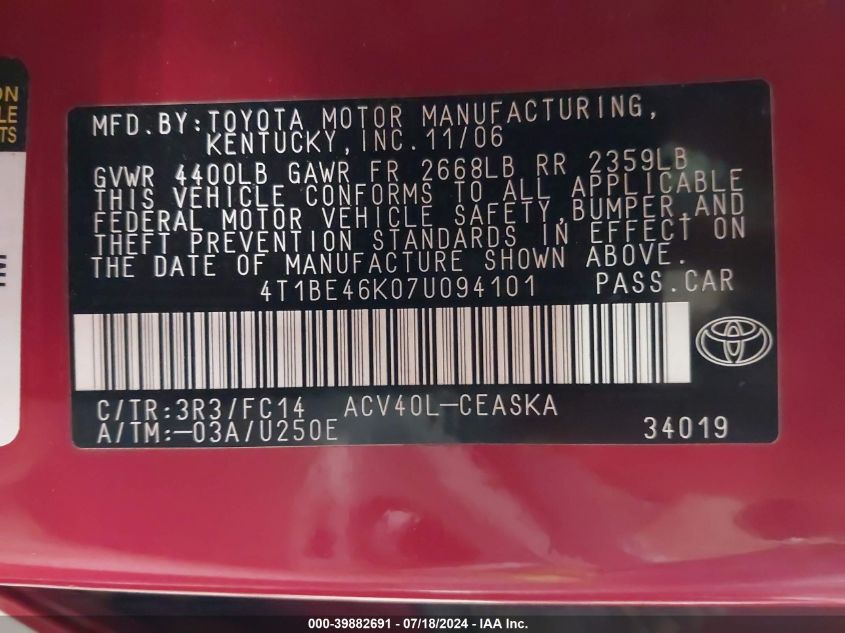 ON
LE
TS
E
MFD.BY:TOYOTA MOTOR MANUFACTURING,
KENTUCKY,INC.11/06
GVWR 4400LB GAWR FR 2668LB RR 2359LB
THIS VEHICLE CONFORMS TO ALL APPLICABLE
FEDERAL MOTOR VEHICLE SAFETY,BUMPER,AND
THEFT PREVENTION STANDARDS IN EFFECT ON
THE DATE OF MANUFACTURE SHOWN ABOVE.
4T1BE46K07U094101 PASS.CAR
C/TR:3R3/FC14 ACV40L-CEASKA
A/TM:-03A/U250E 34019
000-39882691 - 07/18/2024 - IAA Inc.